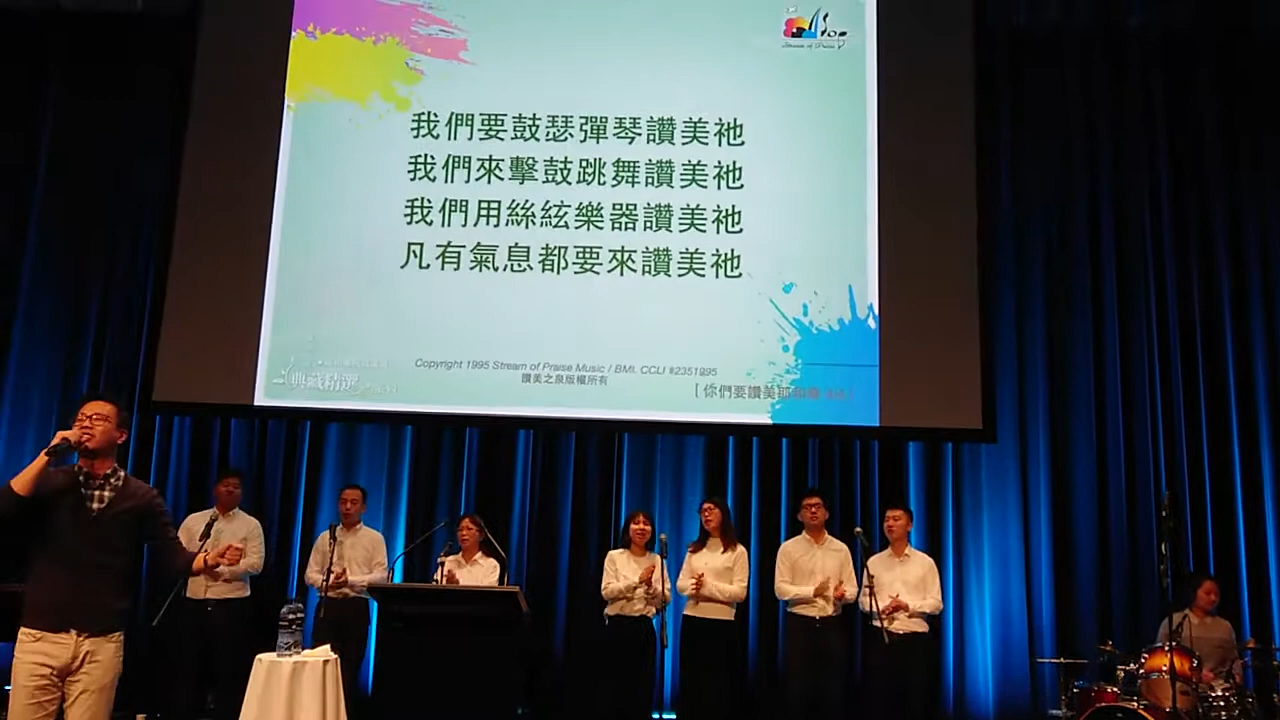 Stream of Praise
我們要鼓瑟彈琴讚美祂
我們來擊鼓跳舞讚美祂
我們用絲絃樂器讚美祂
凡有氣息都要來讚美祂
Copyright 1995 Stream of Praise Music / BMI. CCLI #2351995
讚美之泉版權所有
典藏精選
[ 你們要讚美耶和華